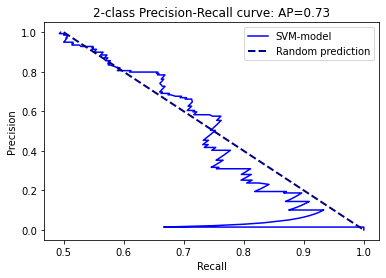 2-class Precision-Recall curve: AP=0.73
SVM-model
Random prediction
Precision
1.0
0.8
0.6
0.4
0.2
0.0
0.5
0.6
0.7
0.8
0.9
1.0
Recall